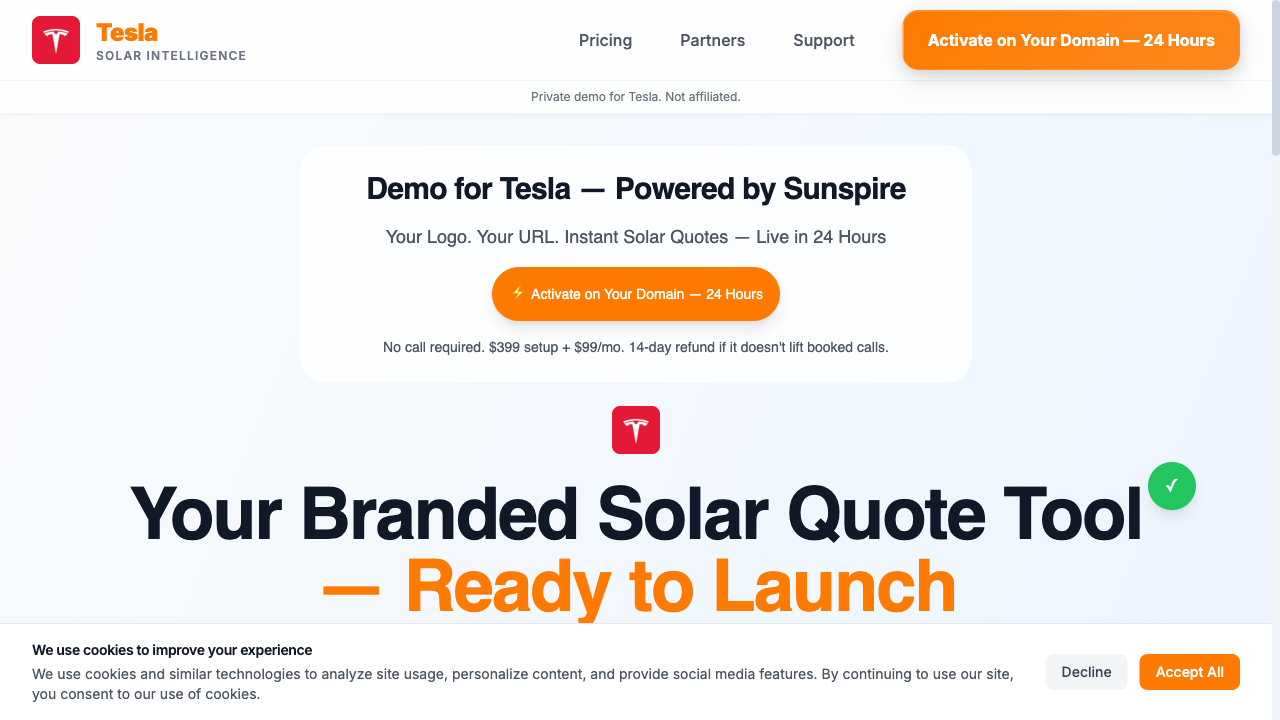 Tesla
SOLAR INTELLIGENCE
Pricing
Partners
Support
Activate on Your Domain — 24 Hours
Private demo for Tesla. Not affiliated.
Demo for Tesla — Powered by Sunspire
Your Logo. Your URL. Instant Solar Quotes — Live in 24 Hours
⚡ Activate on Your Domain — 24 Hours
No call required. $399 setup + $99/mo. 14-day refund if it doesn't lift booked calls.
Your Branded Solar Quote Tool
✓
— Ready to Launch
We use cookies to improve your experience
We use cookies and similar technologies to analyze site usage, personalize content, and provide social media features. By continuing to use our site,
you consent to our use of cookies.
Decline
Accept All